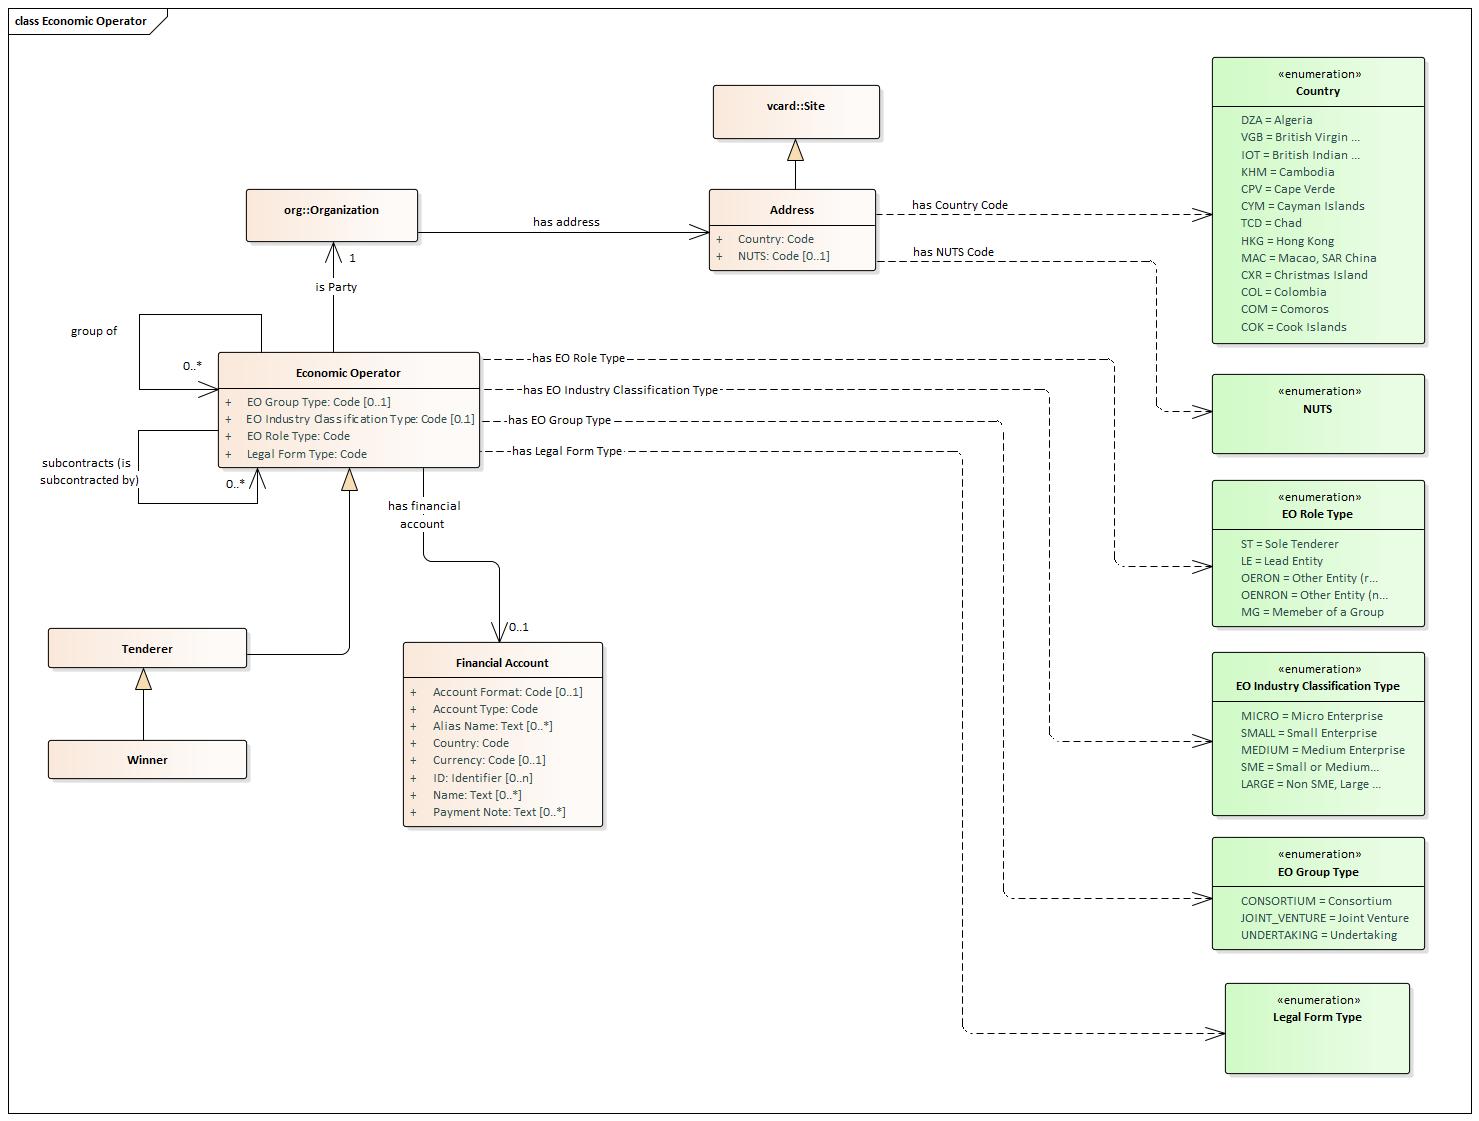 class Economic Operator
vcard::Site
org::Organization
has address
Address
+ Country: Code
+ NUTS: Code [0..1]
has Country Code
has NUTS Code
1
is Party
group of
0..*
Economic Operator
+ EO Group Type: Code [0..1]
+ EO Industry Classification Type: Code [0.1]
+ EO Role Type: Code
+ Legal Form Type: Code
subcontracts (is
subcontracted by)
0..*
has EO Role Type
has EO Industry Classification Type
has EO Group Type
has Legal Form Type
has financial
account
0..1
Tenderer
Winner
Financial Account
+ Account Format: Code [0..1]
+ Account Type: Code
+ Alias Name: Text [0..*]
+ Country: Code
+ Currency: Code [0..1]
+ ID: Identifier [0..n]
+ Name: Text [0..*]
+ Payment Note: Text [0..*]
«enumeration»
Country
DZA = Algeria
VGB = British Virgin ...
IOT = British Indian ...
KHM = Cambodia
CPV = Cape Verde
CYM = Cayman Islands
TCD = Chad
HKG = Hong Kong
MAC = Macao, SAR China
CXR = Christmas Island
COL = Colombia
COM = Comoros
COK = Cook Islands
«enumeration»
NUTS
«enumeration»
EO Role Type
ST = Sole Tenderer
LE = Lead Entity
OERON = Other Entity (r...
OENRON = Other Entity (n...
MG = Memeber of a Group
«enumeration»
EO Industry Classification Type
MICRO = Micro Enterprise
SMALL = Small Enterprise
MEDIUM = Medium Enterprise
SME = Small or Medium...
LARGE = Non SME, Large ...
«enumeration»
EO Group Type
CONSORTIUM = Consortium
JOINT_VENTURE = Joint Venture
UNDERTAKING = Undertaking
«enumeration»
Legal Form Type